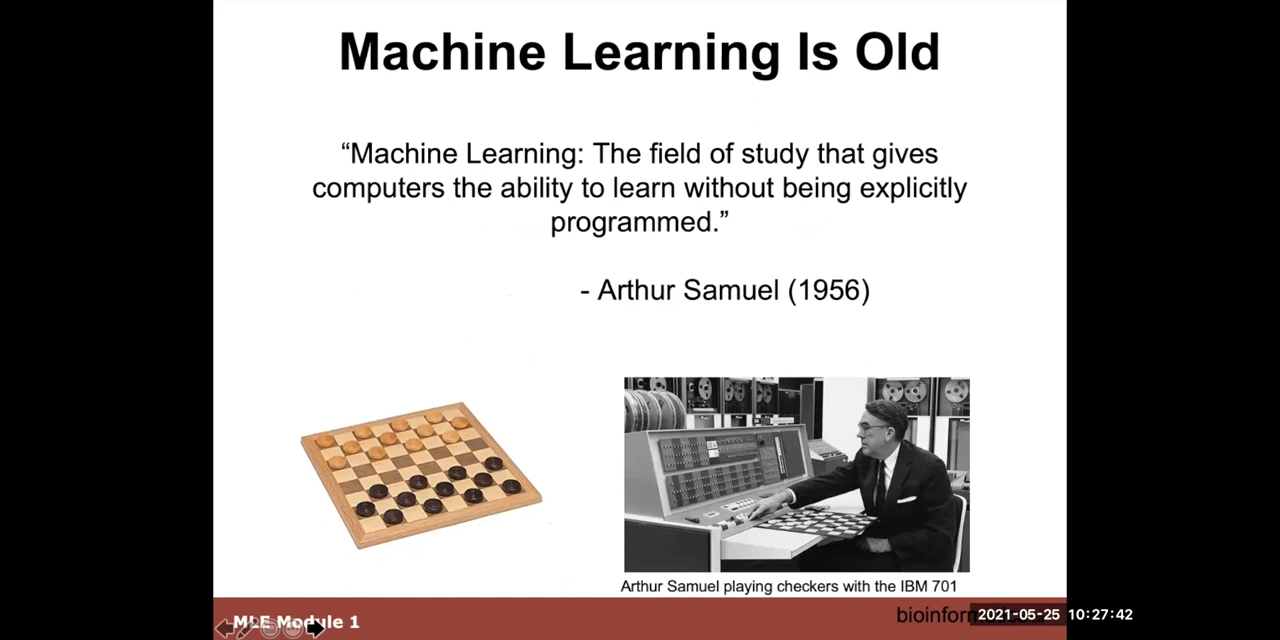 Machine Learning Is Old
“Machine Learning: The field of study that gives
computers the ability to learn without being explicitly
programmed.”
- Arthur Samuel (1956)
Arthur Samuel playing checkers with the IBM 701
MLE Module 1
2021-05-25 10:27:42